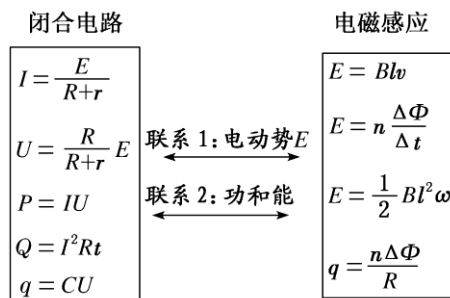 闭合电路
I = E/(R+r)
U = R/(R+r) E
P = IU
Q = I²Rt
q = CU
联系1:电动势E
联系2:功和能
电磁感应
E = Blv
E = n ΔΦ/Δt
E = 1/2 Bl²ω
q = nΔΦ/R